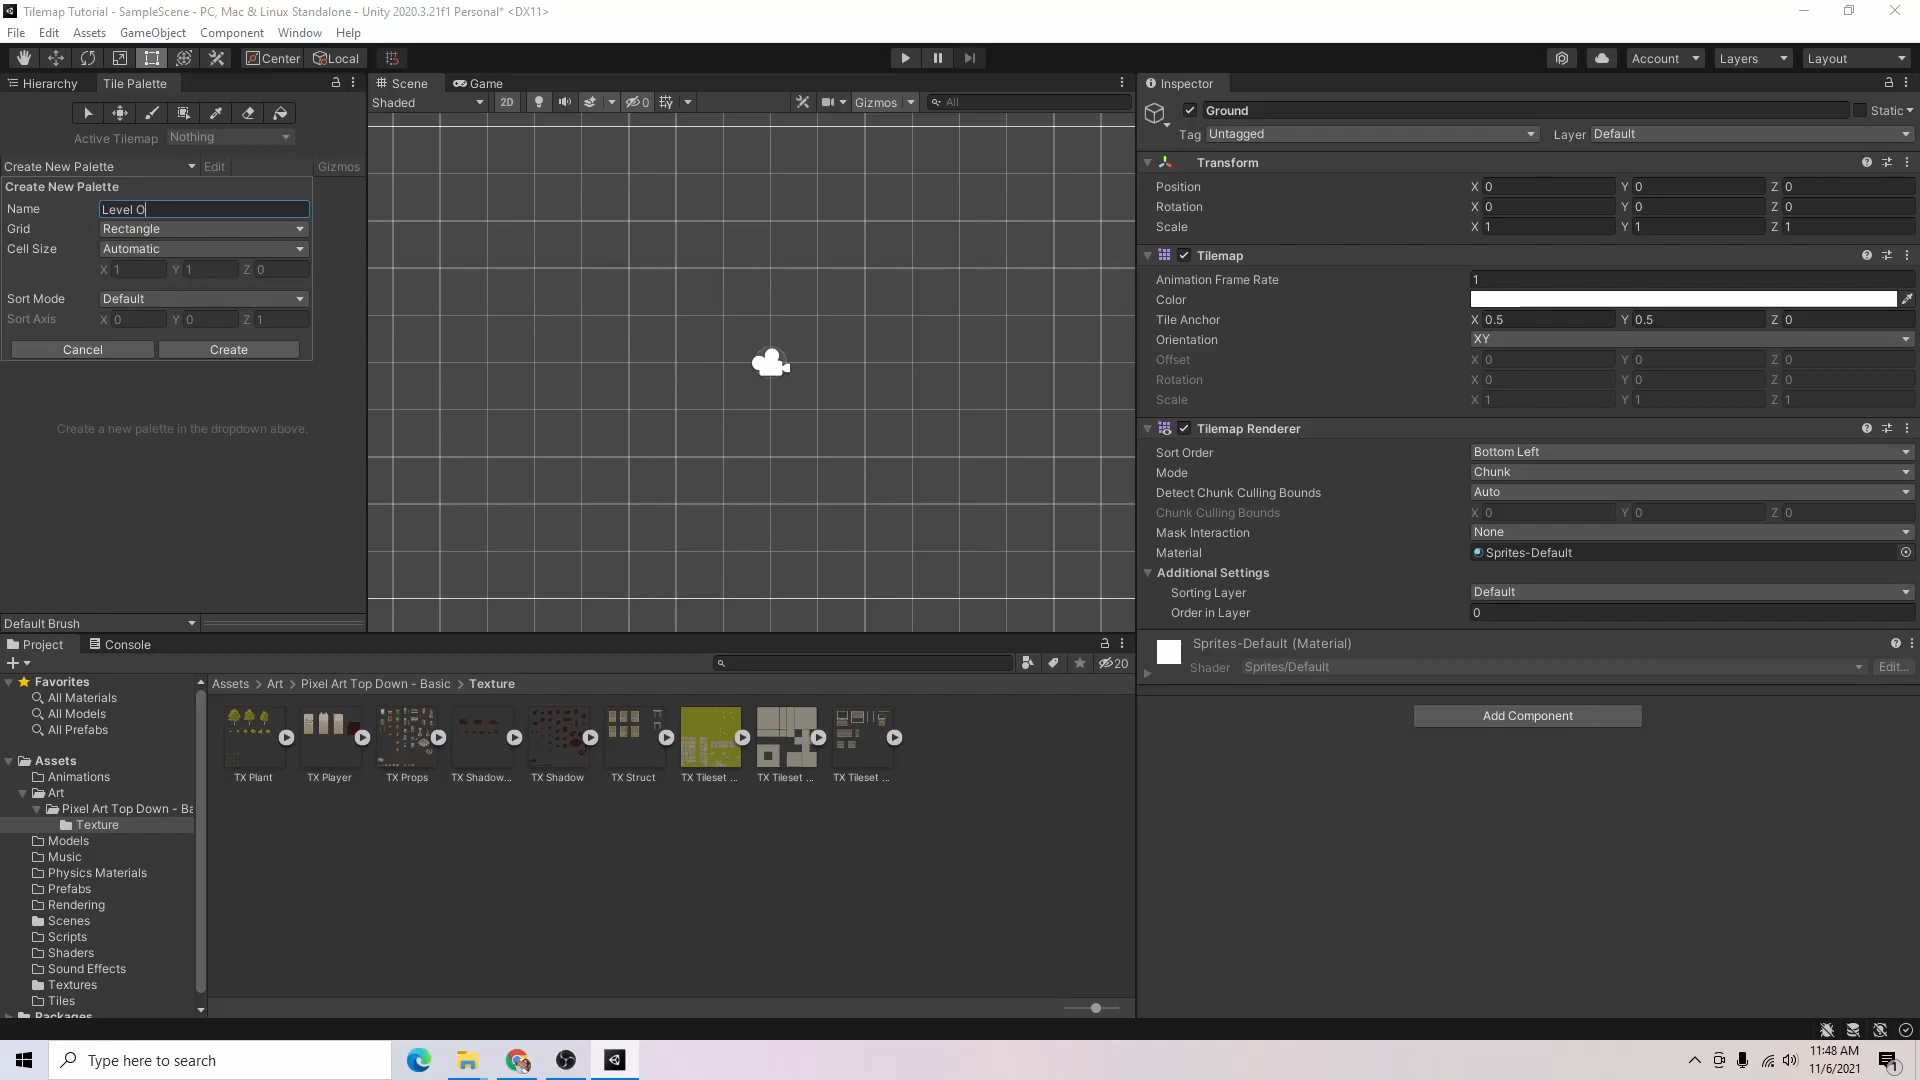 Tilemap Tutorial - SampleScene - PC, Mac & Linux Standalone - Unity 2020.3.21f1 Personal* <DX11>
File Edit Assets GameObject Component Window Help
Center Local Account Layers Layout
Hierarchy Tile Palette
Active Tilemap Nothing
Create New Palette Edit Gizmos
Create New Palette
Name Level O
Grid Rectangle
Cell Size Automatic
X 1 Y 1 Z 0
Sort Mode Default
Sort Axis X 0 Y 0 Z 1
Cancel Create
Create a new palette in the dropdown above.
Default Brush
Scene Game
Shaded 2D 0 Gizmos All
Inspector
Ground Static
Tag Untagged Layer Default
Transform
Position X 0 Y 0 Z 0
Rotation X 0 Y 0 Z 0
Scale X 1 Y 1 Z 1
Tilemap
Animation Frame Rate 1
Color
Tile Anchor X 0.5 Y 0.5 Z 0
Orientation XY
Offset X 0 Y 0 Z 0
Rotation X 0 Y 0 Z 0
Scale X 1 Y 1 Z 1
Tilemap Renderer
Sort Order Bottom Left
Mode Chunk
Detect Chunk Culling Bounds Auto
Chunk Culling Bounds X 0 Y 0 Z 0
Mask Interaction None
Material Sprites-Default
Additional Settings
Sorting Layer Default
Order in Layer 0
Sprites-Default (Material)
Shader Sprites/Default Edit...
Add Component
Project Console
20
Favorites
All Materials
All Models
All Prefabs
Assets
Animations
Art
Pixel Art Top Down - Ba
Texture
Models
Music
Physics Materials
Prefabs
Rendering
Scenes
Scripts
Shaders
Sound Effects
Textures
Tiles
Packages
Assets > Art > Pixel Art Top Down - Basic > Texture
TX Plant TX Player TX Props TX Shadow... TX Shadow TX Struct TX Tileset ... TX Tileset ... TX Tileset ...
Type here to search
11:48 AM
11/6/2021
1